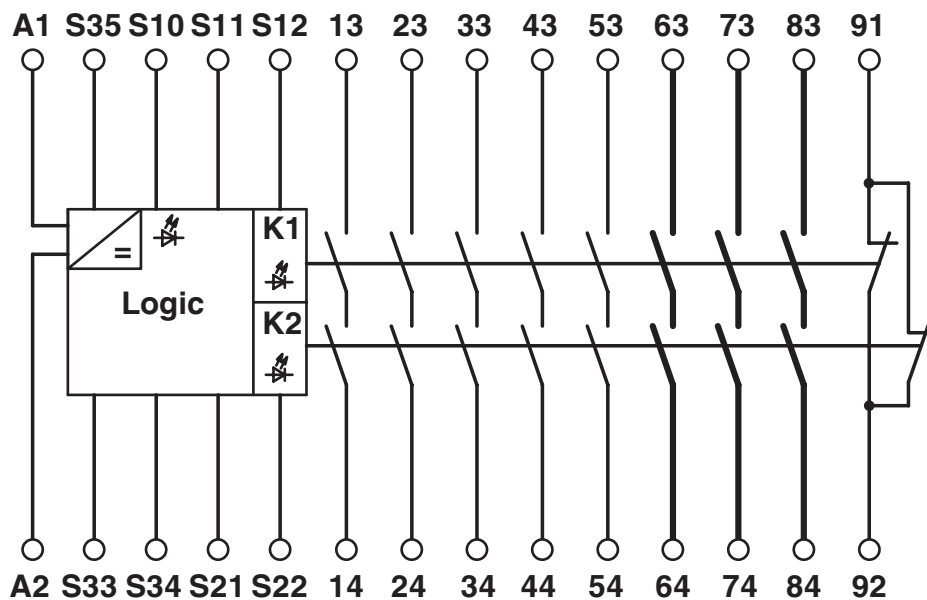 A1 S35 S10 S11 S12 13 23 33 43 53 63 73 83 91
K1
=
Logic
K2
A2 S33 S34 S21 S22 14 24 34 44 54 64 74 84 92